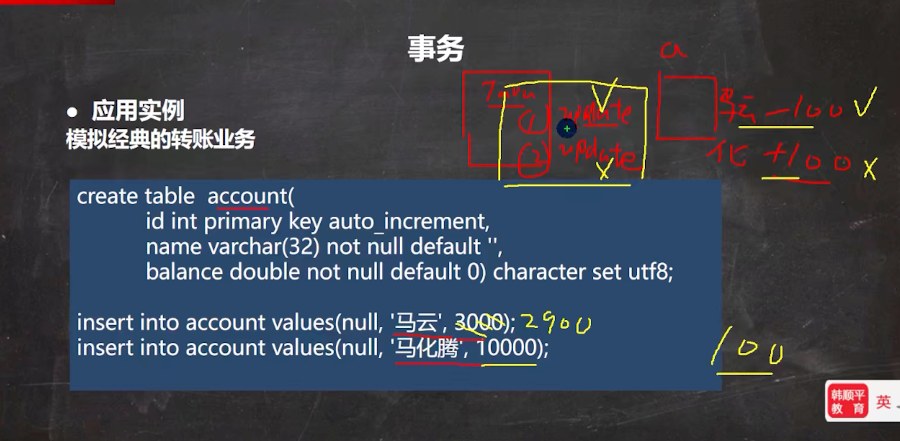 事务
● 应用实例
模拟经典的转账业务
a
① update √
② update ×
马云 -100 √
化 +100 ×
create table account(
id int primary key auto_increment,
name varchar(32) not null default '',
balance double not null default 0) character set utf8;
insert into account values(null, '马云', 3000); 2900
insert into account values(null, '马化腾', 10000);
100
韩顺平
教育
英